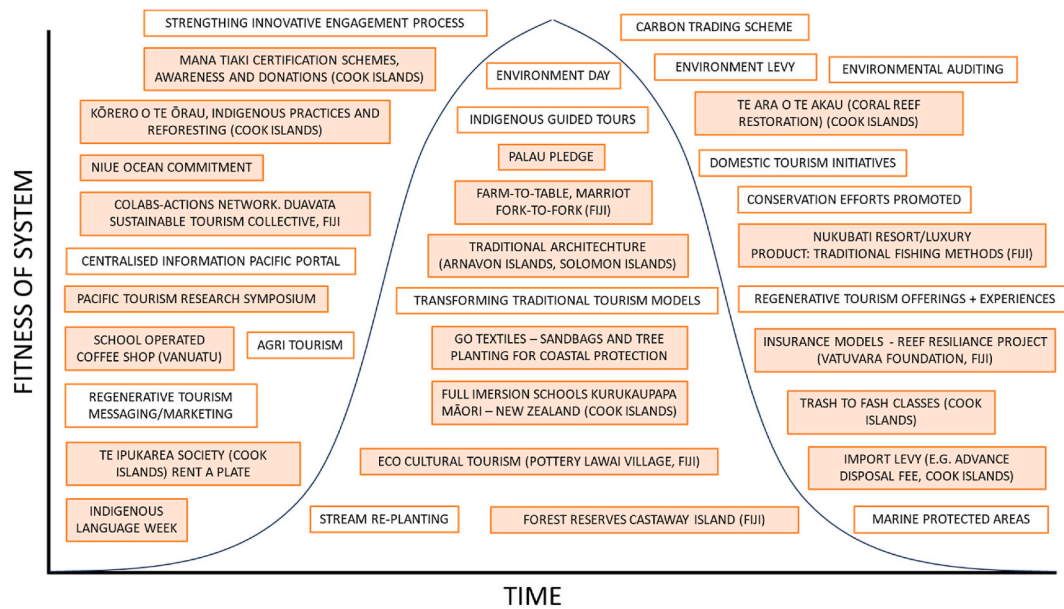 STRENGTHING INNOVATIVE ENGAGEMENT PROCESS
CARBON TRADING SCHEME
MANA TIAKI CERTIFICATION SCHEMES,
AWARENESS AND DONATIONS (COOK ISLANDS)
ENVIRONMENT DAY
ENVIRONMENT LEVY
ENVIRONMENTAL AUDITING
KŌRERO O TE ŌRAU, INDIGENOUS PRACTICES AND
REFORESTING (COOK ISLANDS)
INDIGENOUS GUIDED TOURS
TE ARA O TE AKAU (CORAL REEF
RESTORATION) (COOK ISLANDS)
NIUE OCEAN COMMITMENT
PALAU PLEDGE
DOMESTIC TOURISM INITIATIVES
COLABS-ACTIONS NETWORK. DUAVATA
SUSTAINABLE TOURISM COLLECTIVE, FIJI
FARM-TO-TABLE, MARRIOT
FORK-TO-FORK (FIJI)
CONSERVATION EFFORTS PROMOTED
CENTRALISED INFORMATION PACIFIC PORTAL
TRADITIONAL ARCHITECHTURE
(ARNAVON ISLANDS, SOLOMON ISLANDS)
NUKUBATI RESORT/LUXURY
PRODUCT: TRADITIONAL FISHING METHODS (FIJI)
PACIFIC TOURISM RESEARCH SYMPOSIUM
TRANSFORMING TRADITIONAL TOURISM MODELS
REGENERATIVE TOURISM OFFERINGS + EXPERIENCES
SCHOOL OPERATED
COFFEE SHOP (VANUATU)
AGRI TOURISM
GO TEXTILES – SANDBAGS AND TREE
PLANTING FOR COASTAL PROTECTION
INSURANCE MODELS - REEF RESILIANCE PROJECT
(VATUVARA FOUNDATION, FIJI)
REGENERATIVE TOURISM
MESSAGING/MARKETING
FULL IMERSION SCHOOLS KURUKAUPAPA
MĀORI – NEW ZEALAND (COOK ISLANDS)
TRASH TO FASH CLASSES (COOK
ISLANDS)
TE IPUKAREA SOCIETY (COOK
ISLANDS) RENT A PLATE
ECO CULTURAL TOURISM (POTTERY LAWAI VILLAGE, FIJI)
IMPORT LEVY (E.G. ADVANCE
DISPOSAL FEE, COOK ISLANDS)
INDIGENOUS
LANGUAGE WEEK
STREAM RE-PLANTING
FOREST RESERVES CASTAWAY ISLAND (FIJI)
MARINE PROTECTED AREAS
FITNESS OF SYSTEM
TIME